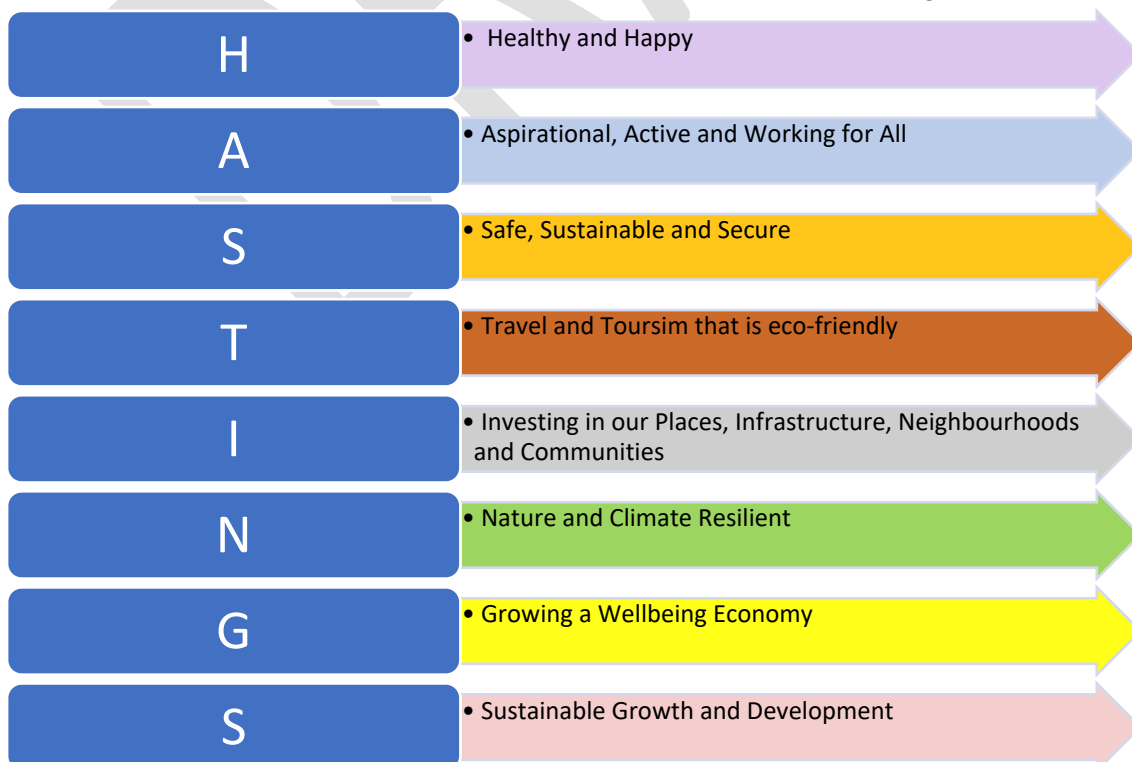 H
• Healthy and Happy
A
• Aspirational, Active and Working for All
S
• Safe, Sustainable and Secure
T
• Travel and Toursim that is eco-friendly
I
• Investing in our Places, Infrastructure, Neighbourhoods
and Communities
N
• Nature and Climate Resilient
G
• Growing a Wellbeing Economy
S
• Sustainable Growth and Development